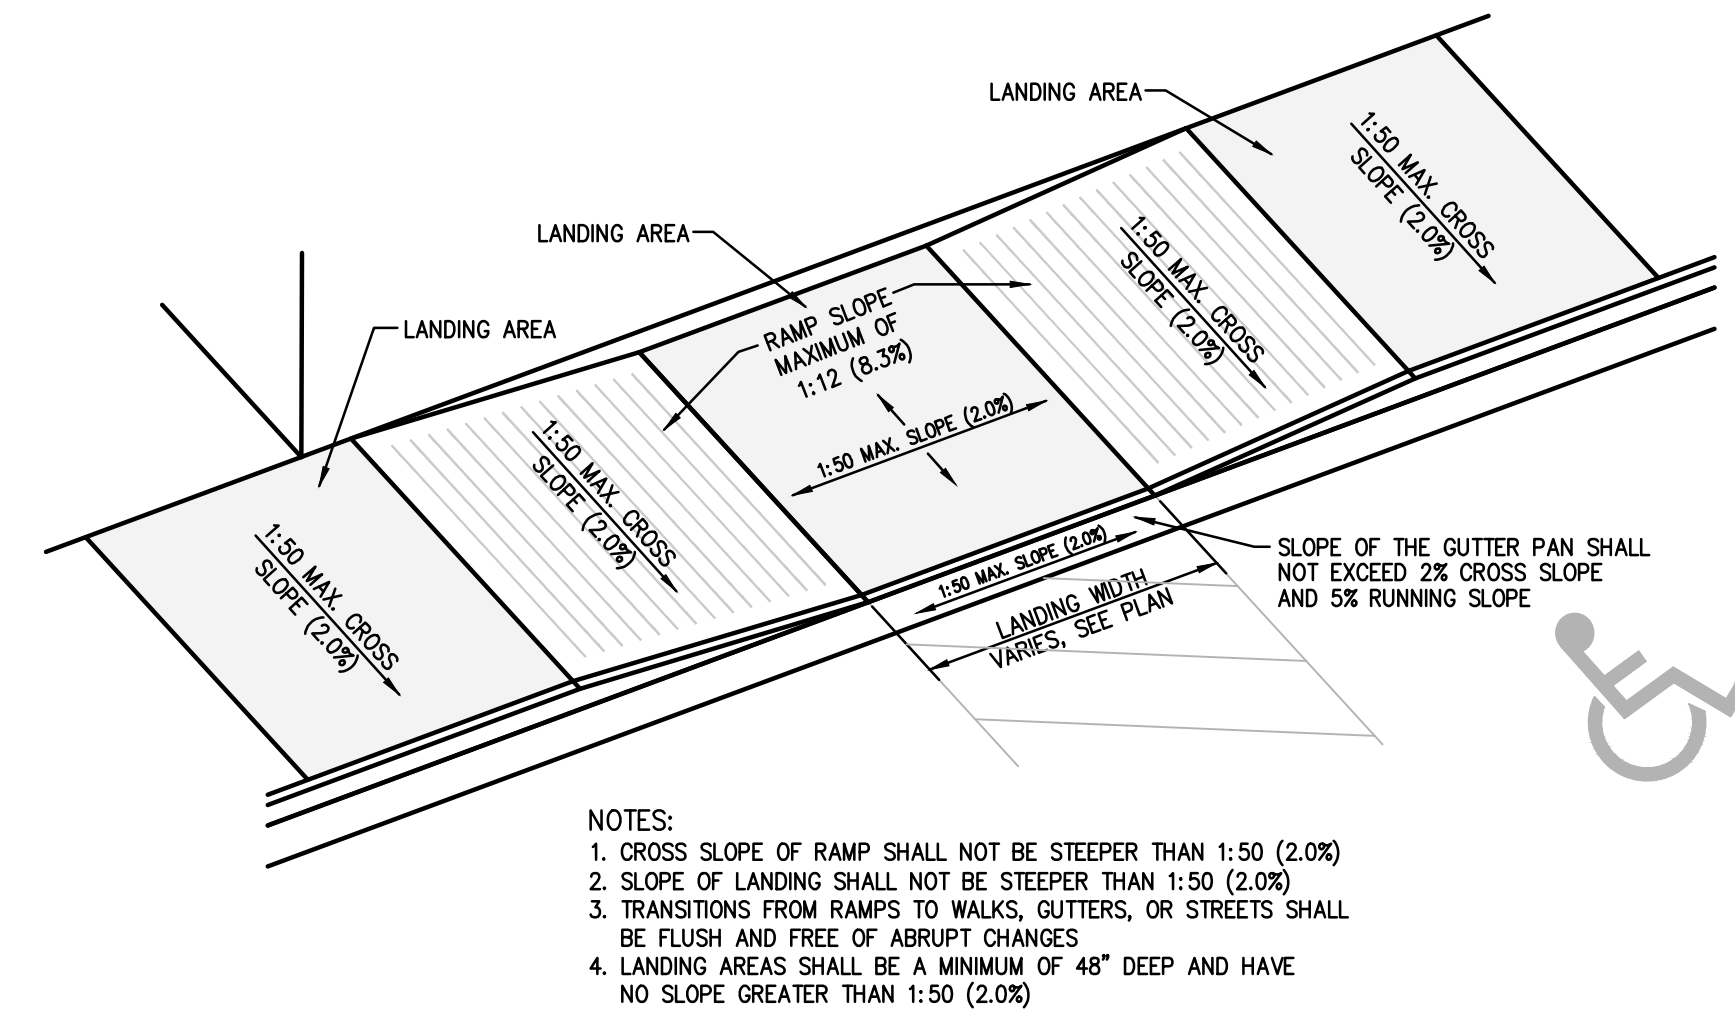 LANDING AREA
1:50 MAX. CROSS
SLOPE (2.0%)
LANDING AREA
1:50 MAX. CROSS
SLOPE (2.0%)
RAMP SLOPE
MAXIMUM OF
1:12 (8.3%)
LANDING AREA
1:50 MAX. SLOPE (2.0%)
1:50 MAX. CROSS
SLOPE (2.0%)
1:50 MAX. CROSS
SLOPE (2.0%)
1:50 MAX. SLOPE (2.0%)
LANDING WIDTH
VARIES, SEE PLAN
SLOPE OF THE GUTTER PAN SHALL
NOT EXCEED 2% CROSS SLOPE
AND 5% RUNNING SLOPE
NOTES:
1. CROSS SLOPE OF RAMP SHALL NOT BE STEEPER THAN 1:50 (2.0%)
2. SLOPE OF LANDING SHALL NOT BE STEEPER THAN 1:50 (2.0%)
3. TRANSITIONS FROM RAMPS TO WALKS, GUTTERS, OR STREETS SHALL
BE FLUSH AND FREE OF ABRUPT CHANGES
4. LANDING AREAS SHALL BE A MINIMUM OF 48" DEEP AND HAVE
NO SLOPE GREATER THAN 1:50 (2.0%)